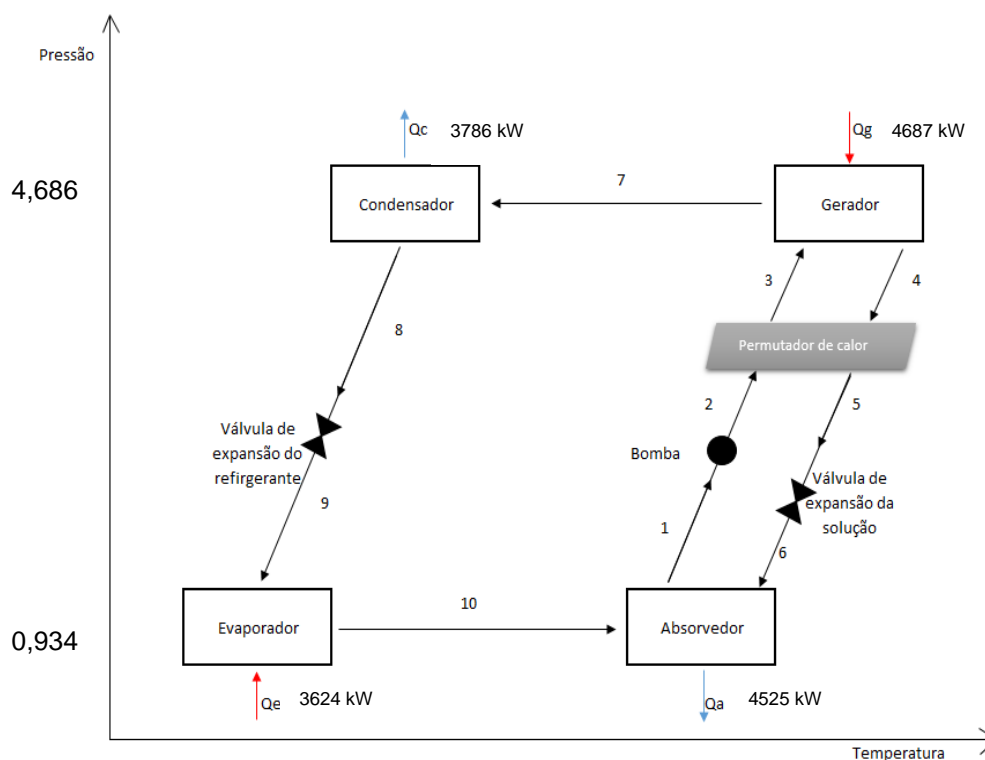 Pressão
Qc 3786 kW
Qg 4687 kW
4,686
Condensador
7
Gerador
3
4
8
Permutador de calor
2
5
Válvula de
expansão do
refirgerante
Bomba
Válvula de
expansão da
solução
9
1
6
10
Evaporador
Absorvedor
0,934
Qe 3624 kW
Qa 4525 kW
Temperatura